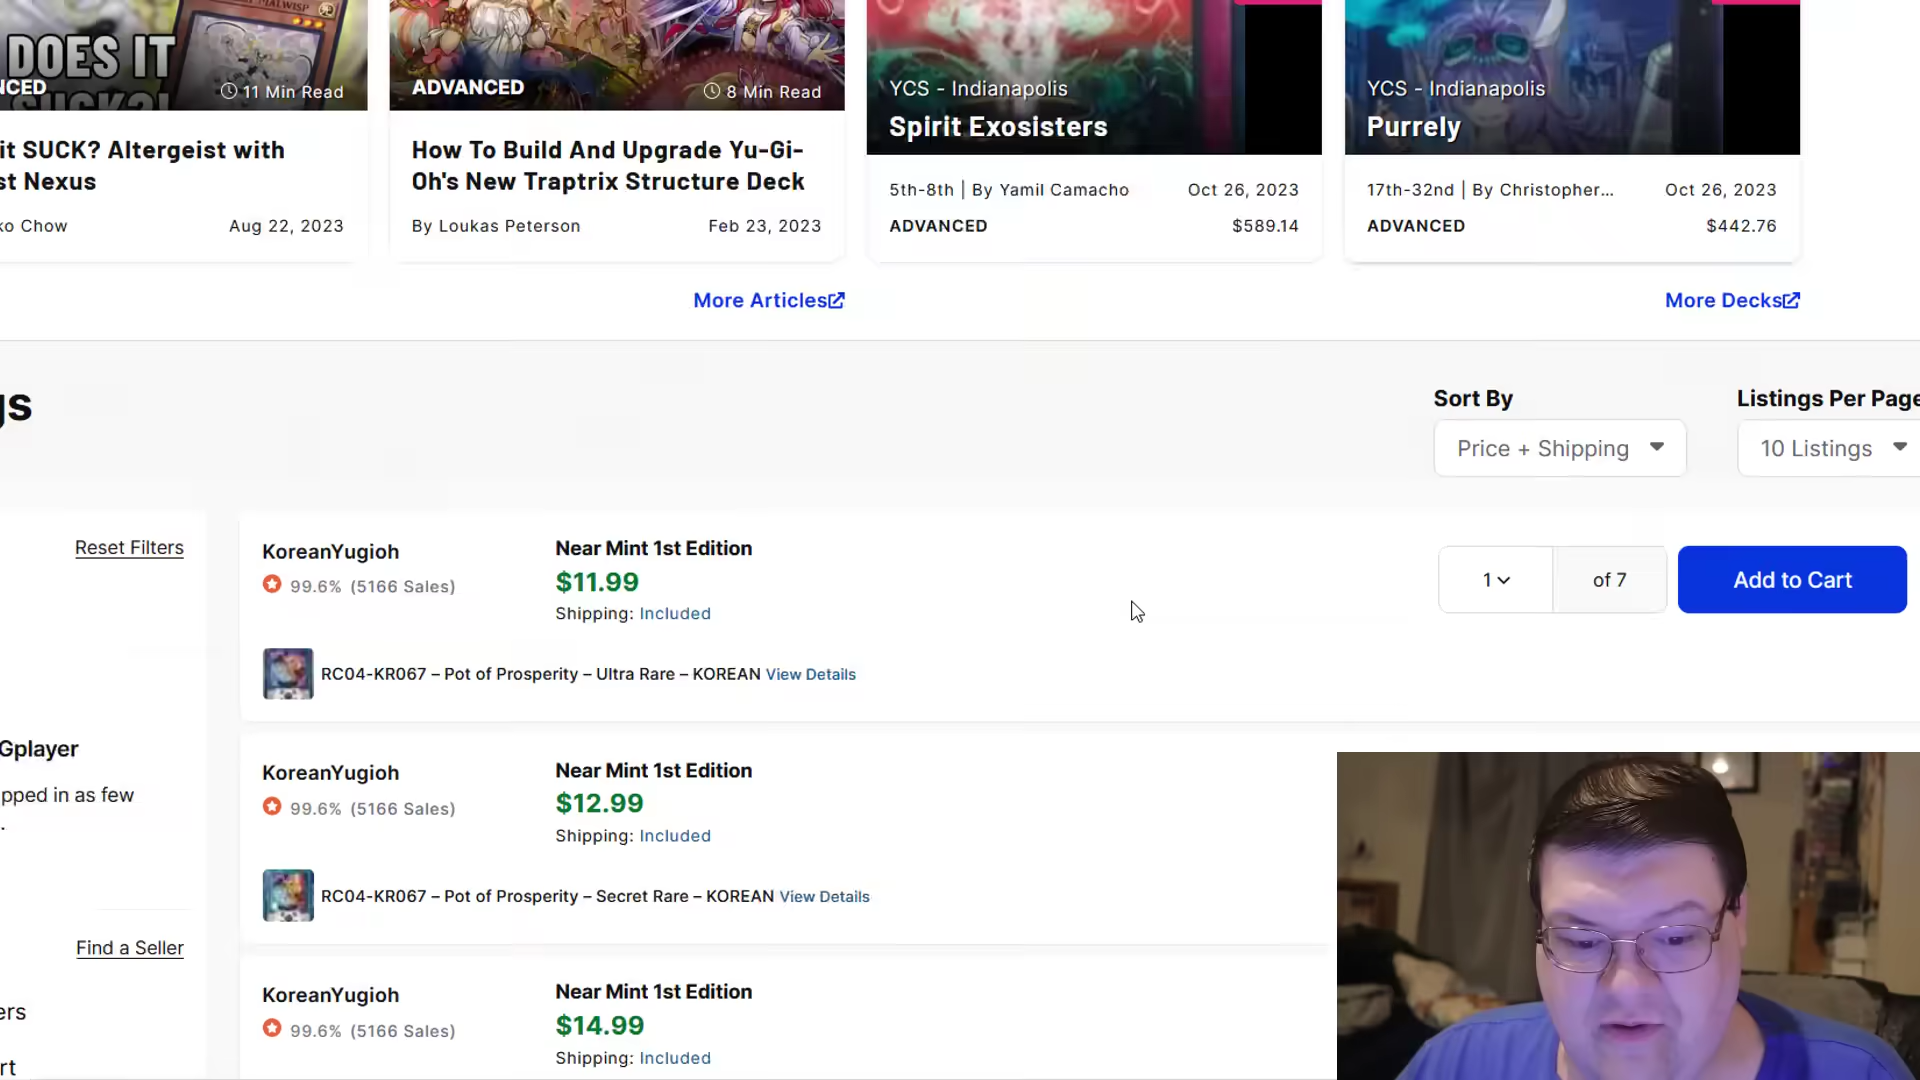 DOES IT
SUCK?!
NCED
11 Min Read
it SUCK? Altergeist with
st Nexus
ko Chow
Aug 22, 2023
ADVANCED
8 Min Read
How To Build And Upgrade Yu-Gi-
Oh's New Traptrix Structure Deck
By Loukas Peterson
Feb 23, 2023
YCS - Indianapolis
Spirit Exosisters
5th-8th | By Yamil Camacho
Oct 26, 2023
ADVANCED
$589.14
YCS - Indianapolis
Purrely
17th-32nd | By Christopher...
Oct 26, 2023
ADVANCED
$442.76
More Articles
More Decks
gs
Sort By
Price + Shipping
Listings Per Page
10 Listings
Reset Filters
Gplayer
pped in as few
.
Find a Seller
ers
rt
KoreanYugioh
99.6% (5166 Sales)
Near Mint 1st Edition
$11.99
Shipping: Included
1
of 7
Add to Cart
RC04-KR067 – Pot of Prosperity – Ultra Rare – KOREAN View Details
KoreanYugioh
99.6% (5166 Sales)
Near Mint 1st Edition
$12.99
Shipping: Included
RC04-KR067 – Pot of Prosperity – Secret Rare – KOREAN View Details
KoreanYugioh
99.6% (5166 Sales)
Near Mint 1st Edition
$14.99
Shipping: Included